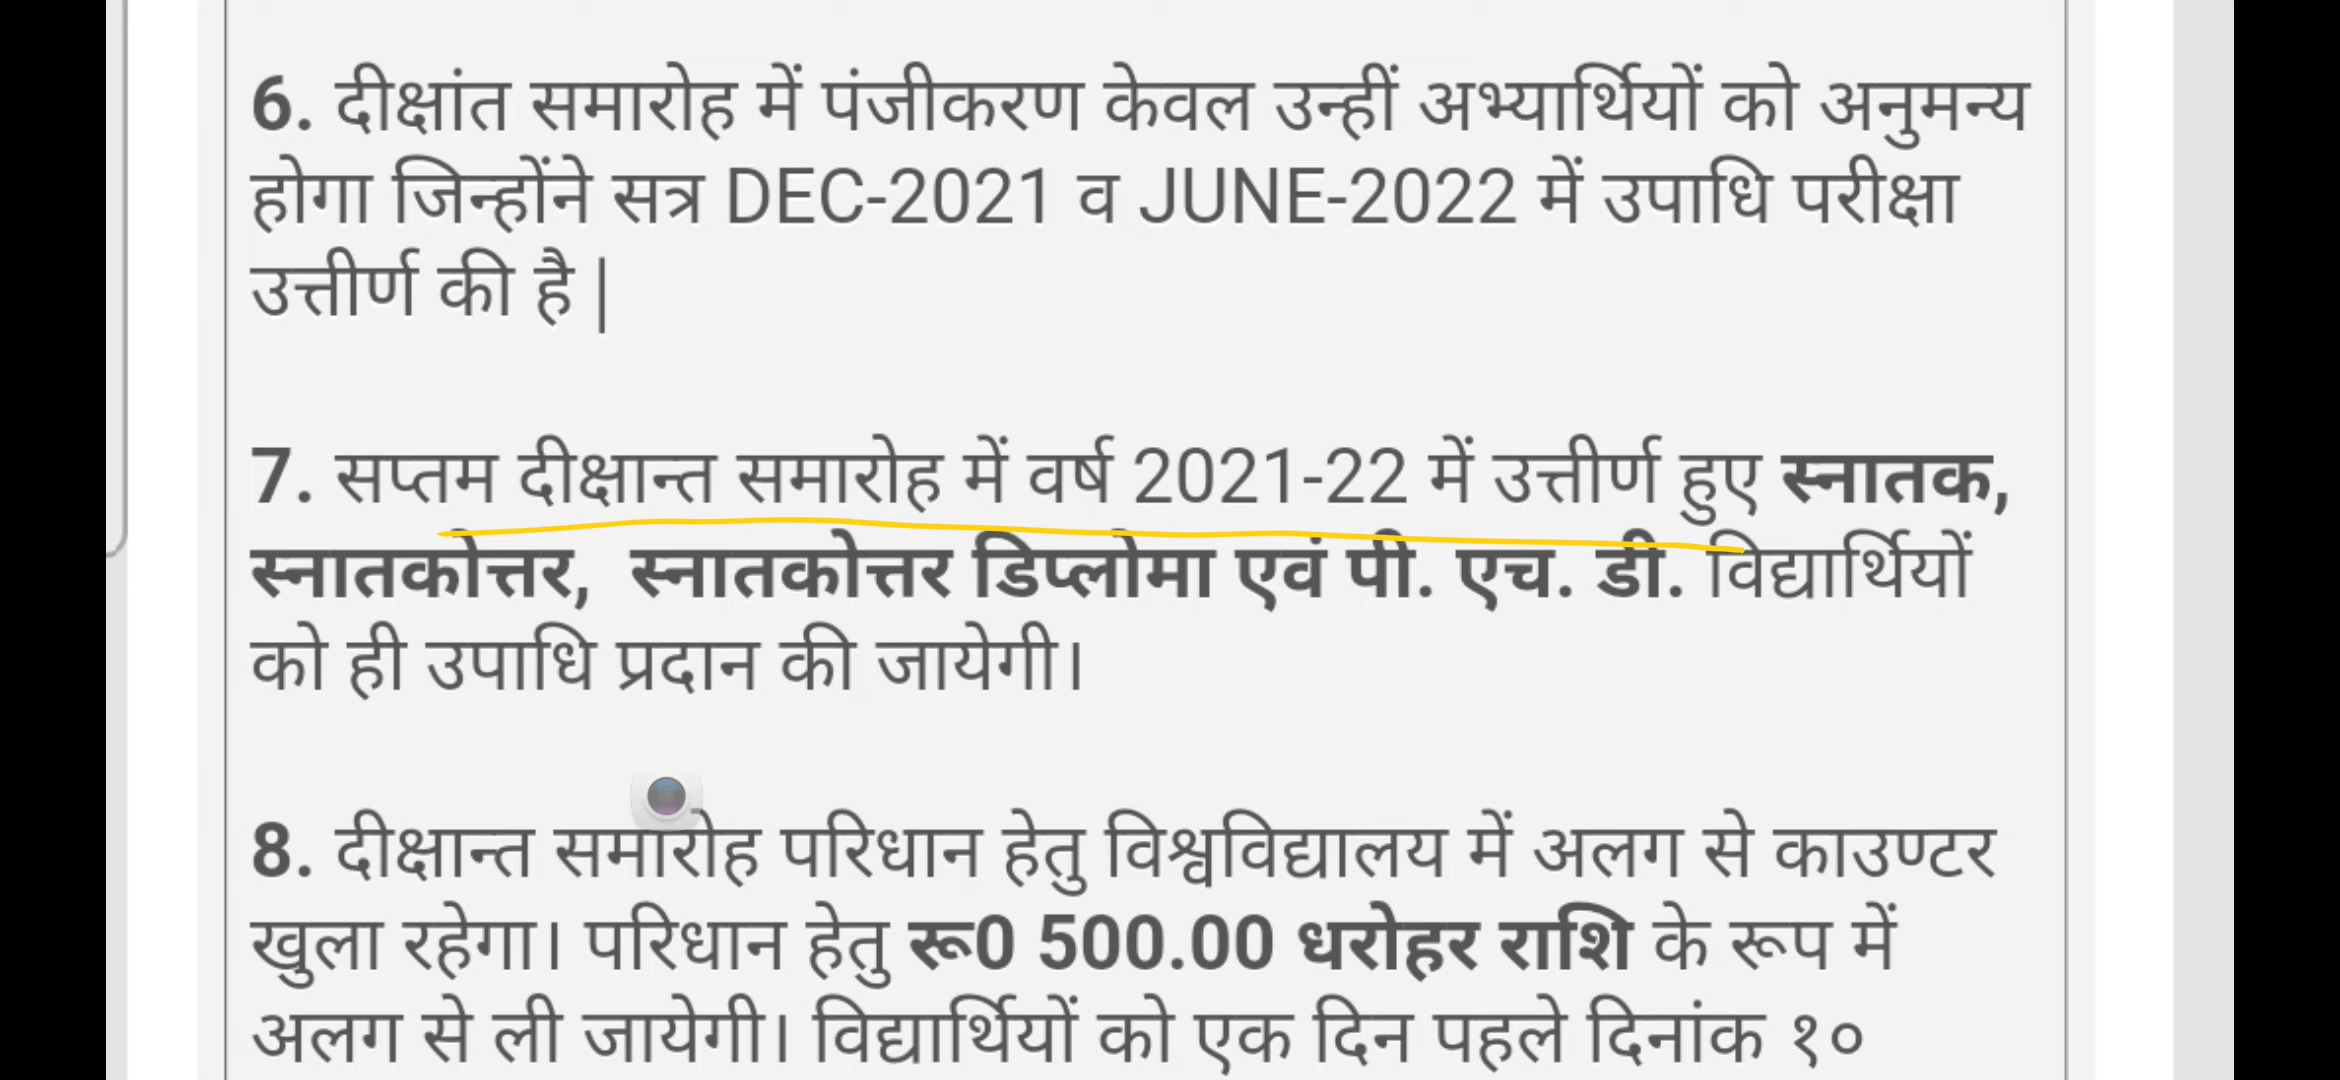 6. दीक्षांत समारोह में पंजीकरण केवल उन्हीं अभ्यार्थियों को अनुमन्य
होगा जिन्होंने सत्र DEC-2021 व JUNE-2022 में उपाधि परीक्षा
उत्तीर्ण की है |
7. सप्तम दीक्षान्त समारोह में वर्ष 2021-22 में उत्तीर्ण हुए स्नातक,
स्नातकोत्तर, स्नातकोत्तर डिप्लोमा एवं पी. एच. डी. विद्यार्थियों
को ही उपाधि प्रदान की जायेगी।
8. दीक्षान्त समारोह परिधान हेतु विश्वविद्यालय में अलग से काउण्टर
खुला रहेगा। परिधान हेतु रू0 500.00 धरोहर राशि के रूप में
अलग से ली जायेगी। विद्यार्थियों को एक दिन पहले दिनांक १०